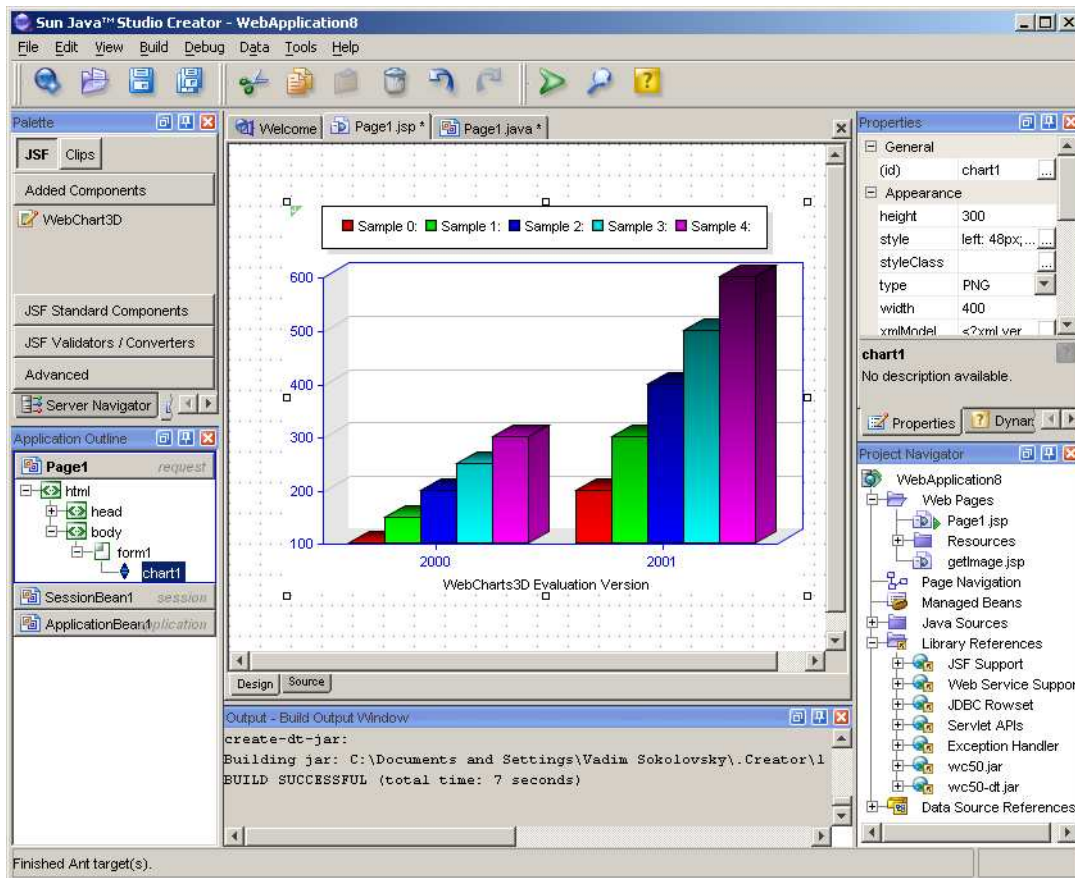 Sun Java™ Studio Creator - WebApplication8
File Edit View Build Debug Data Tools Help
Palette
JSF Clips
Added Components
WebChart3D
JSF Standard Components
JSF Validators / Converters
Advanced
Server Navigator
Application Outline
Page1 request
html
head
body
form1
chart1
SessionBean1 session
ApplicationBean1 application
Welcome Page1.jsp * Page1.java *
Sample 0: Sample 1: Sample 2: Sample 3: Sample 4:
600
500
400
300
200
100
2000 2001
WebCharts3D Evaluation Version
Design Source
Output - Build Output Window
create-dt-jar:
Building jar: C:\Documents and Settings\Vadim Sokolovsky\.Creator\1
BUILD SUCCESSFUL (total time: 7 seconds)
Properties
General
(id) chart1 ...
Appearance
height 300
style left: 48px; ... ...
styleClass ...
type PNG
width 400
xmlModel <?xml ver
chart1
No description available.
Properties Dynam
Project Navigator
WebApplication8
Web Pages
Page1.jsp
Resources
getImage.jsp
Page Navigation
Managed Beans
Java Sources
Library References
JSF Support
Web Service Suppor
JDBC Rowset
Servlet APIs
Exception Handler
wc50.jar
wc50-dt.jar
Data Source References
Finished Ant target(s).